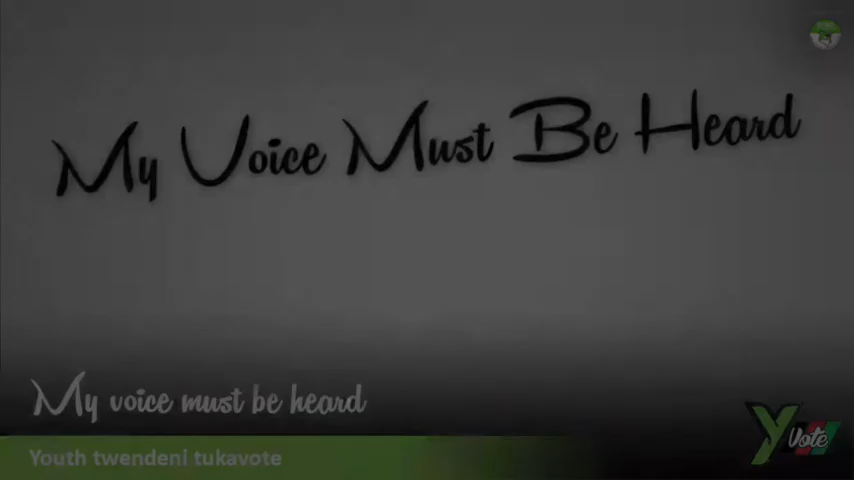 My Voice Must Be Heard
My voice must be heard
Youth twendeni tukavote
Y Vote